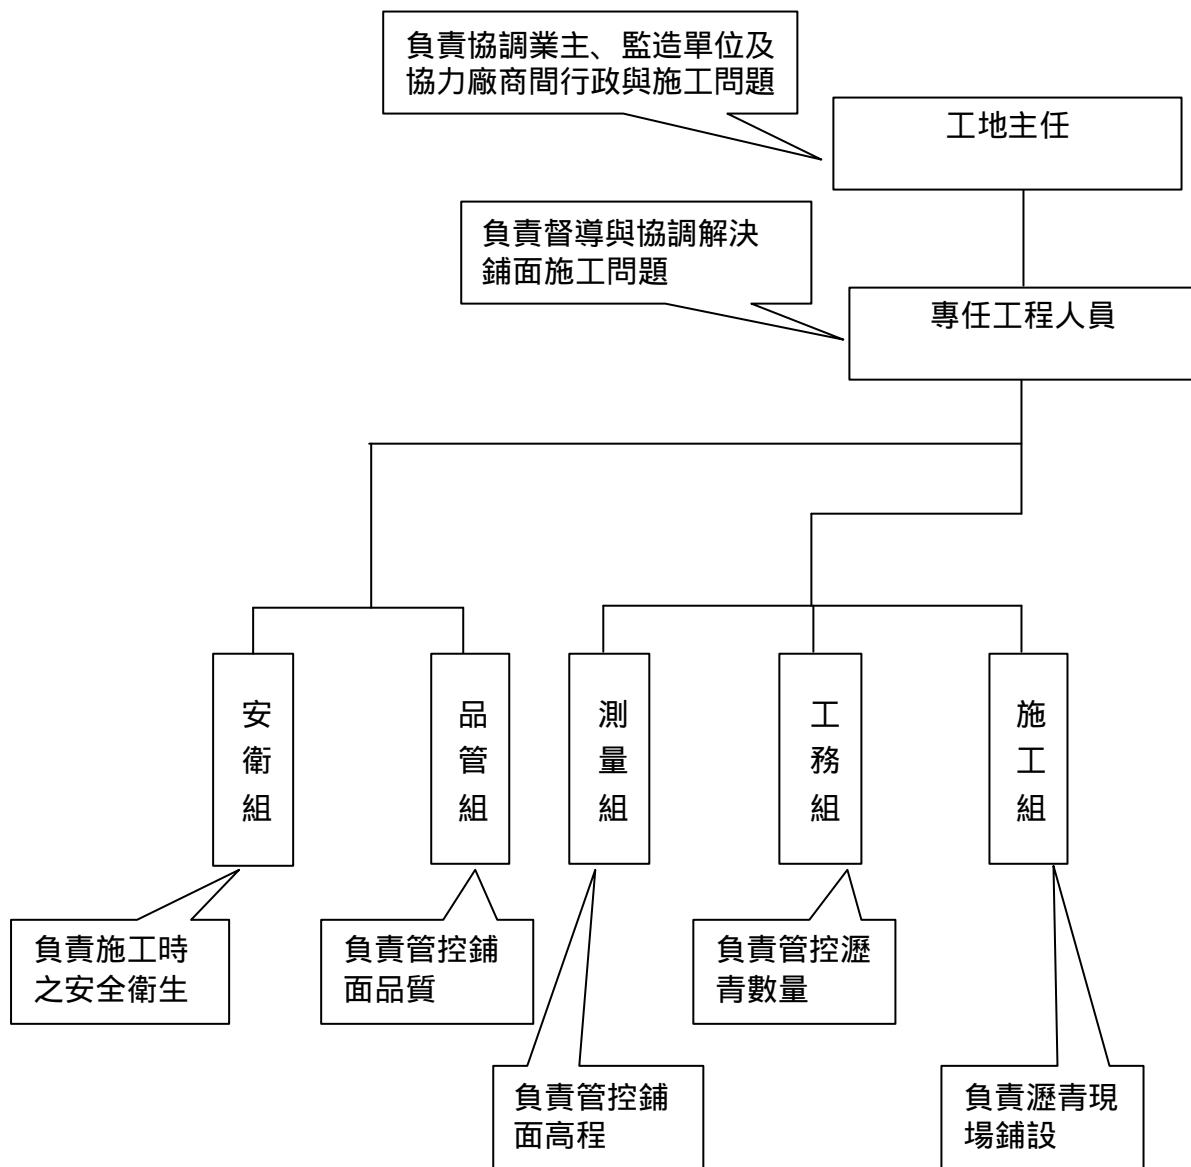 負責協調業主、監造單位及
協力廠商間行政與施工問題
工地主任
負責督導與協調解決
鋪面施工問題
專任工程人員
安衛組
品管組
測量組
工務組
施工組
負責施工時
之安全衛生
負責管控鋪
面品質
負責管控瀝
青數量
負責管控鋪
面高程
負責瀝青現
場鋪設